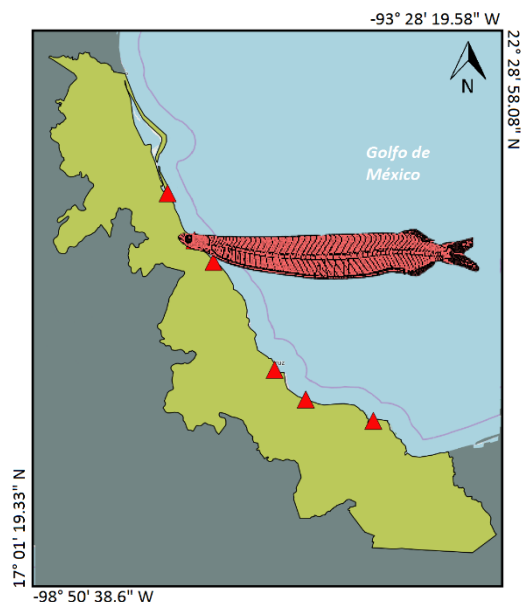 -93° 28' 19.58" W
22° 28' 58.08" N
N
Golfo de
México
17° 01' 19.33" N
-98° 50' 38.6" W